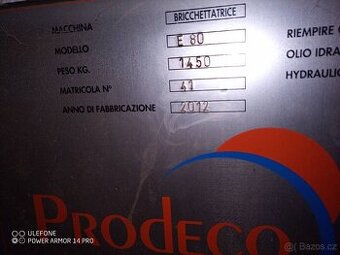 MACCHINA BRICCHETTATRICE
MODELLO E 80
PESO KG. 1450
MATRICOLA N° 41
ANNO DI FABBRICAZIONE 2012
RIEMPIRE
OLIO IDRA
HYDRAULI
PRODECO
ULEFONE
POWER ARMOR 14 PRO
Bazos.cz